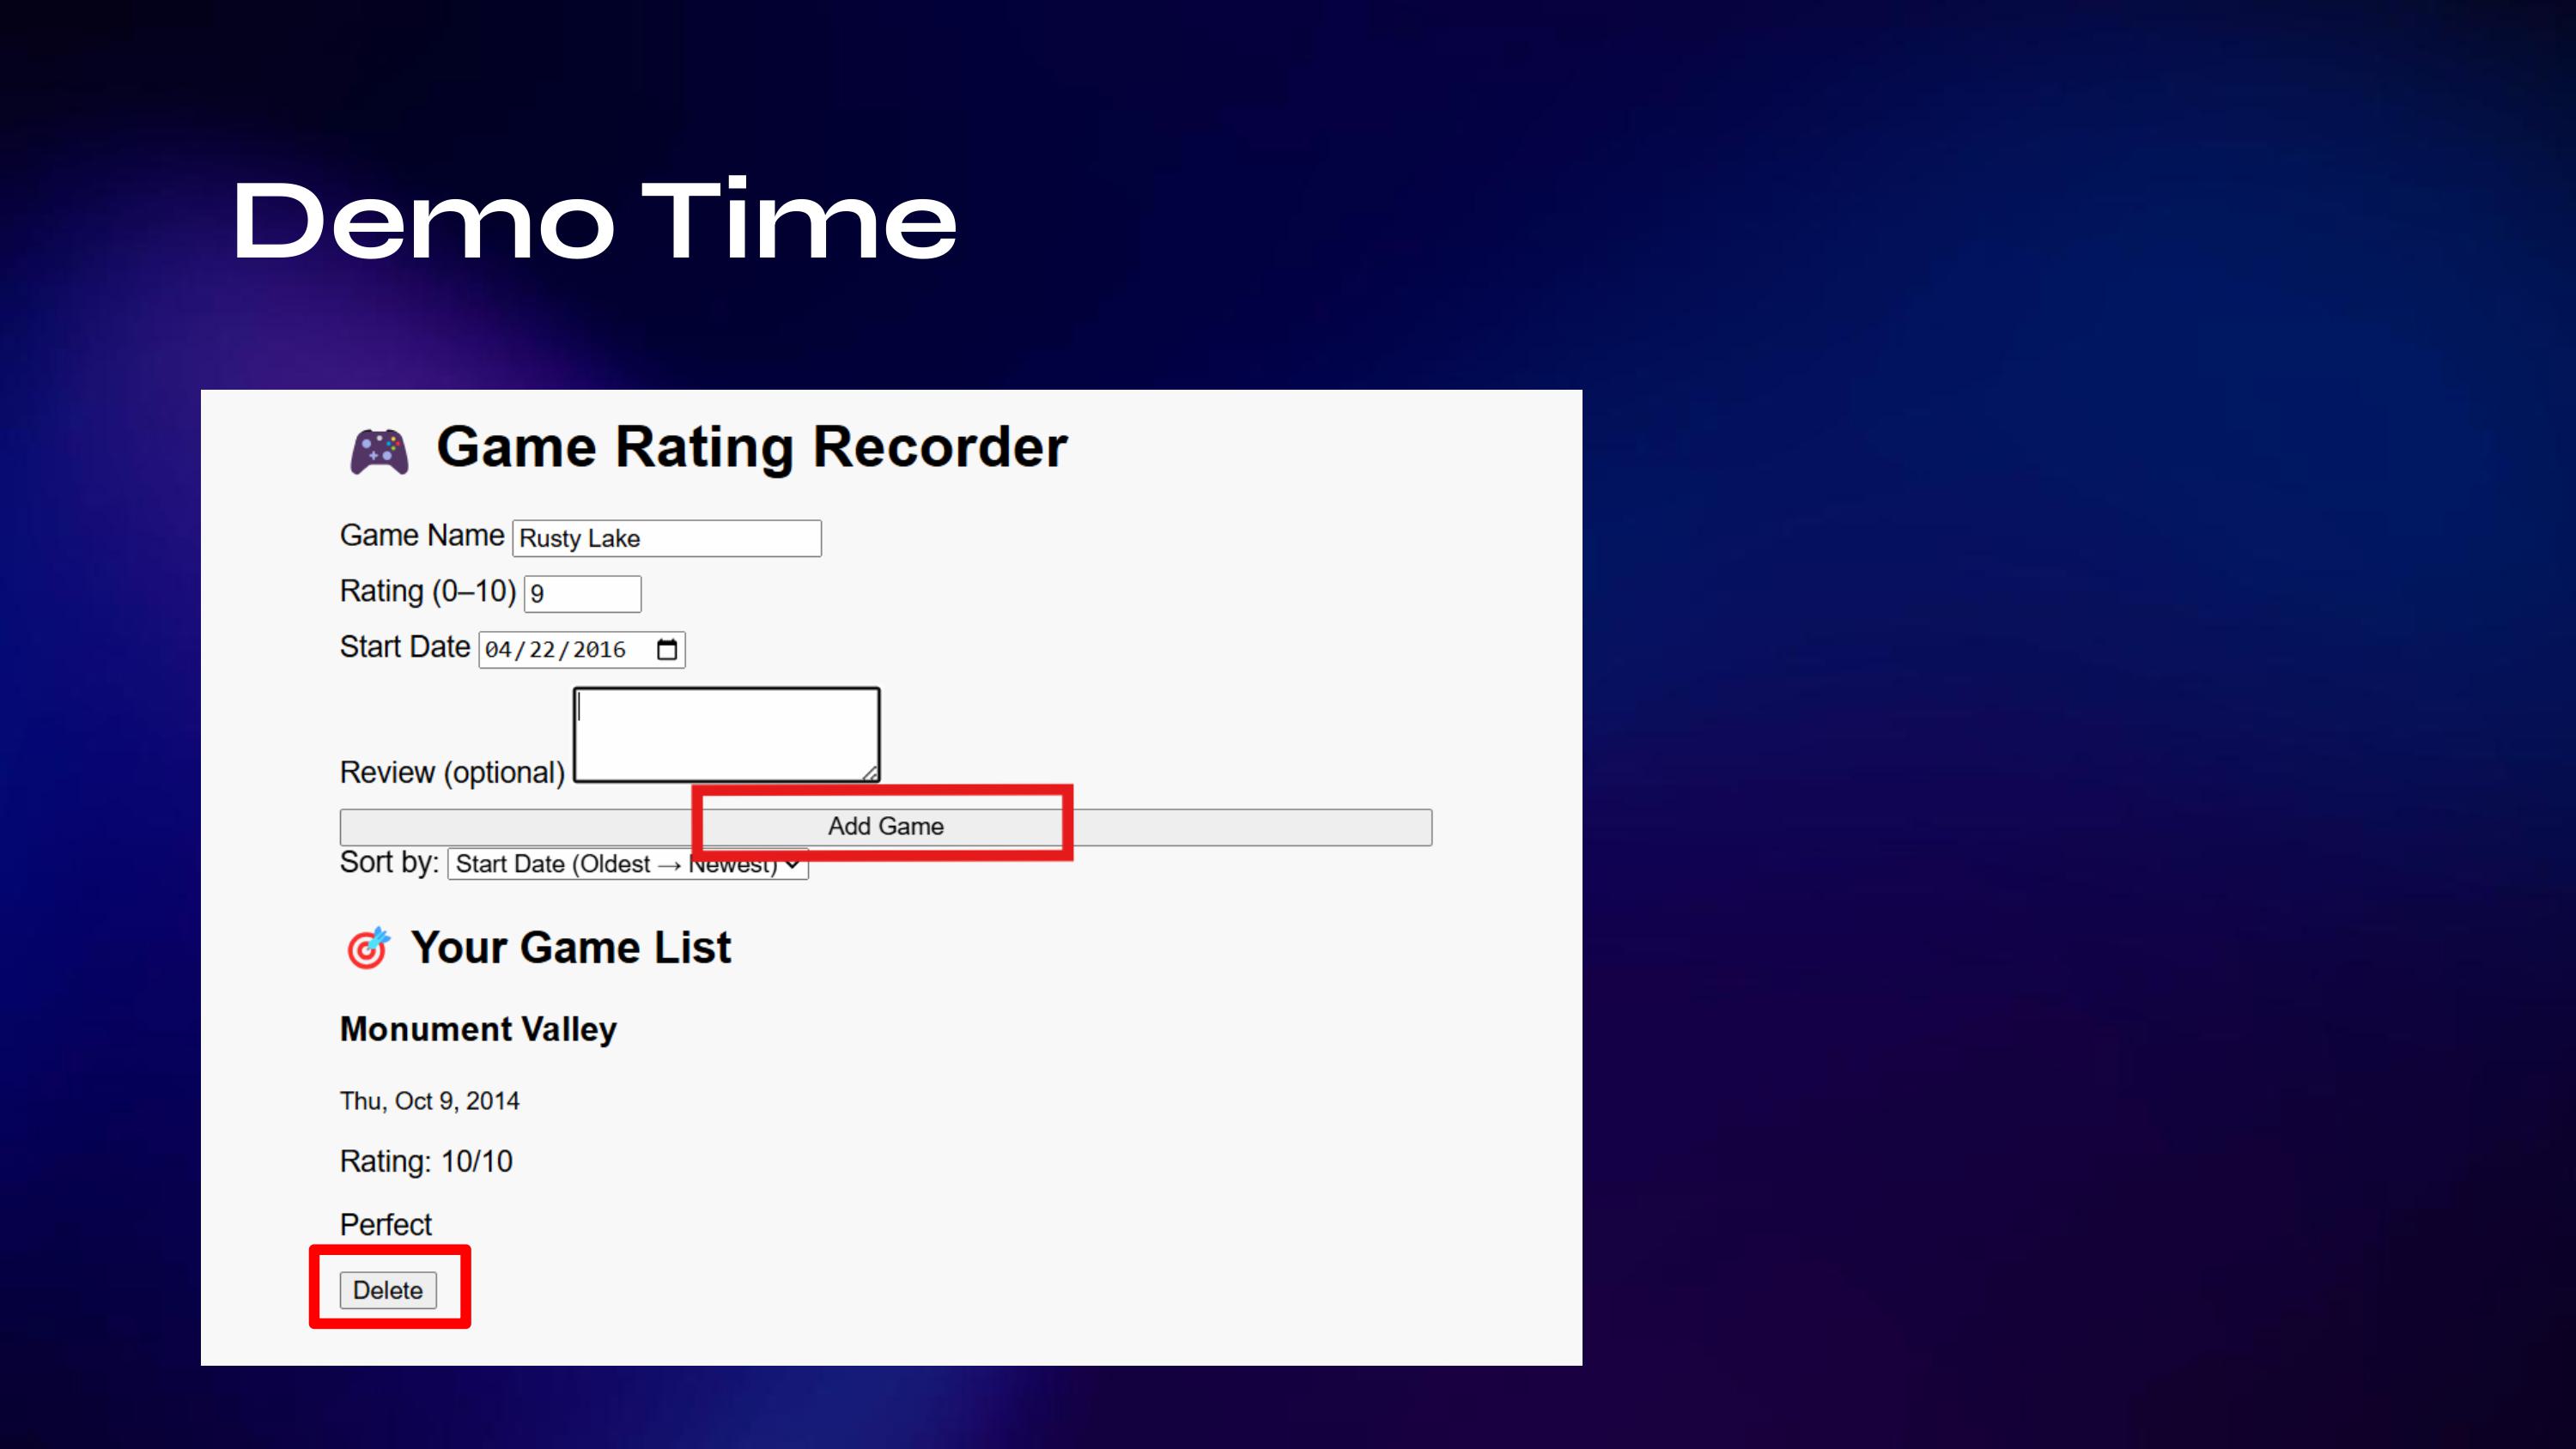 Demo Time
Game Rating Recorder
Game Name Rusty Lake
Rating (0–10) 9
Start Date 04/22/2016
Review (optional)
Add Game
Sort by: Start Date (Oldest → Newest)
Your Game List
Monument Valley
Thu, Oct 9, 2014
Rating: 10/10
Perfect
Delete